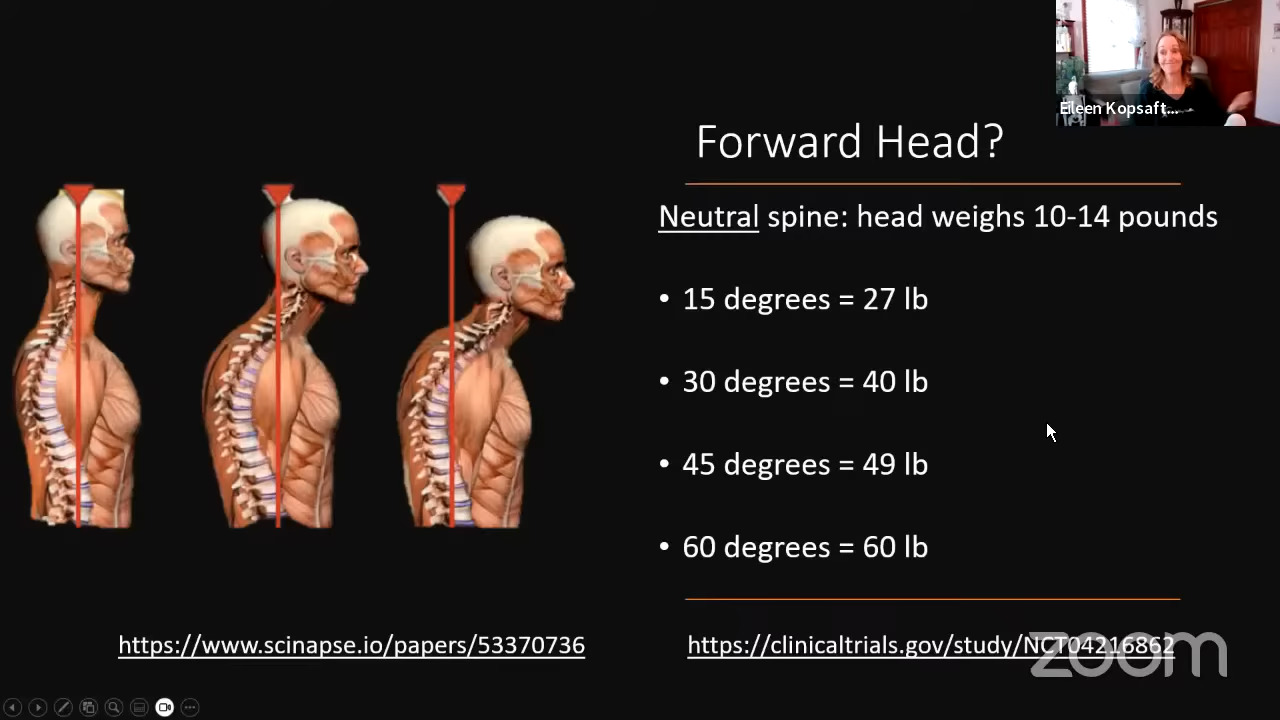 Eileen Kopsaft...
Forward Head?
Neutral spine: head weighs 10-14 pounds
• 15 degrees = 27 lb
• 30 degrees = 40 lb
• 45 degrees = 49 lb
• 60 degrees = 60 lb
https://www.scinapse.io/papers/53370736
https://clinicaltrials.gov/study/NCT04216862
zoom